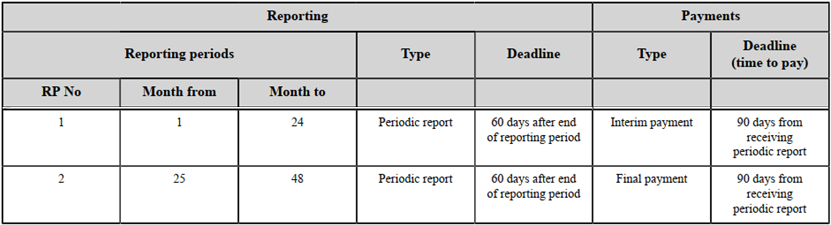 Reporting Payments
Reporting periods Type Deadline Type Deadline
(time to pay)
RP No Month from Month to
1 1 24 Periodic report 60 days after end Interim payment 90 days from
of reporting period receiving
periodic report
2 25 48 Periodic report 60 days after end Final payment 90 days from
of reporting period receiving
periodic report